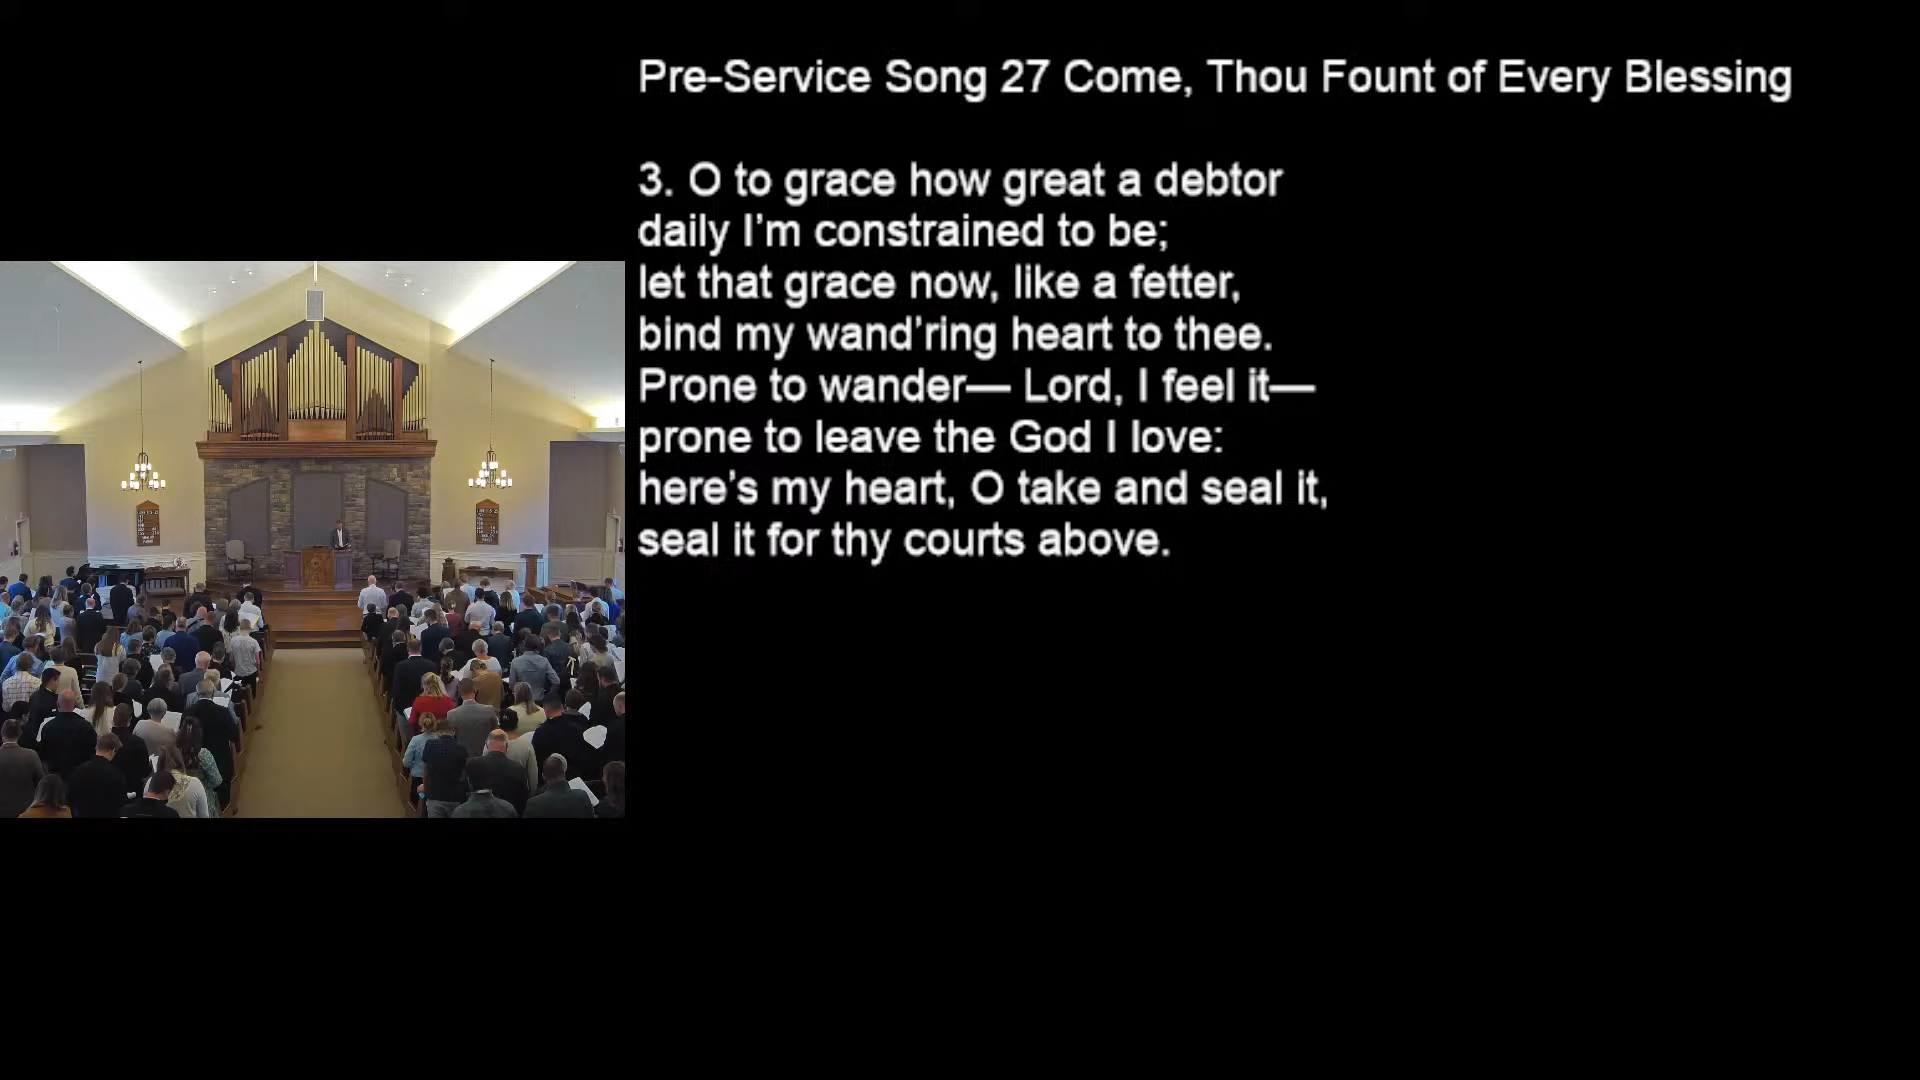 Pre-Service Song 27 Come, Thou Fount of Every Blessing
3. O to grace how great a debtor
daily I’m constrained to be;
let that grace now, like a fetter,
bind my wand’ring heart to thee.
Prone to wander— Lord, I feel it—
prone to leave the God I love:
here’s my heart, O take and seal it,
seal it for thy courts above.